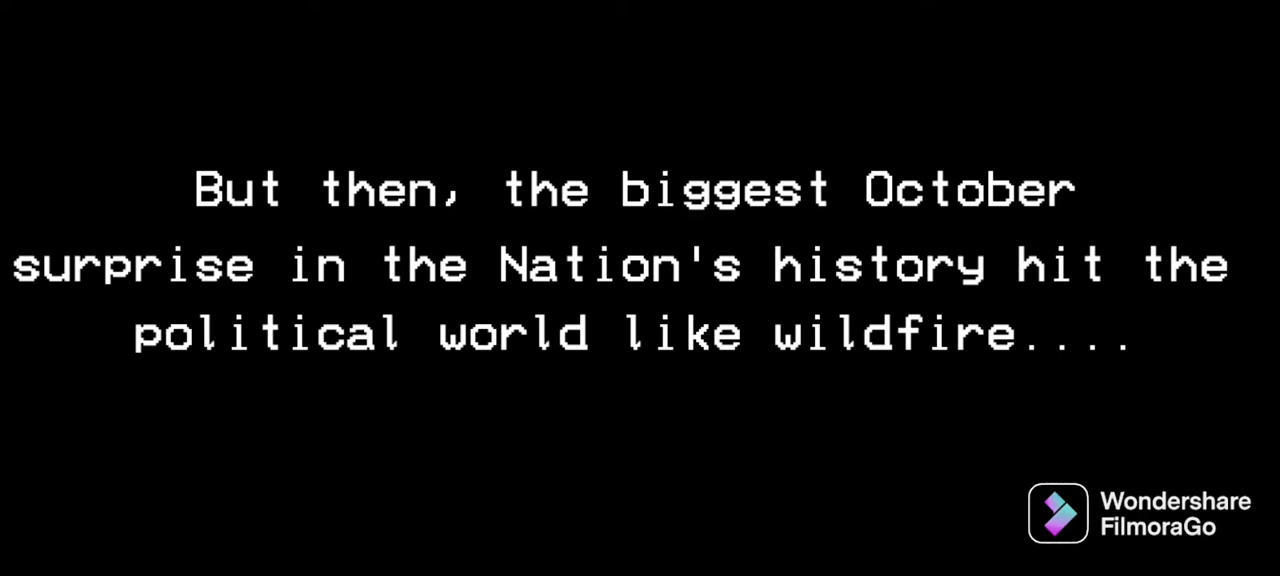 But then, the biggest October
surprise in the Nation's history hit the
political world like wildfire....
Wondershare
FilmoraGo